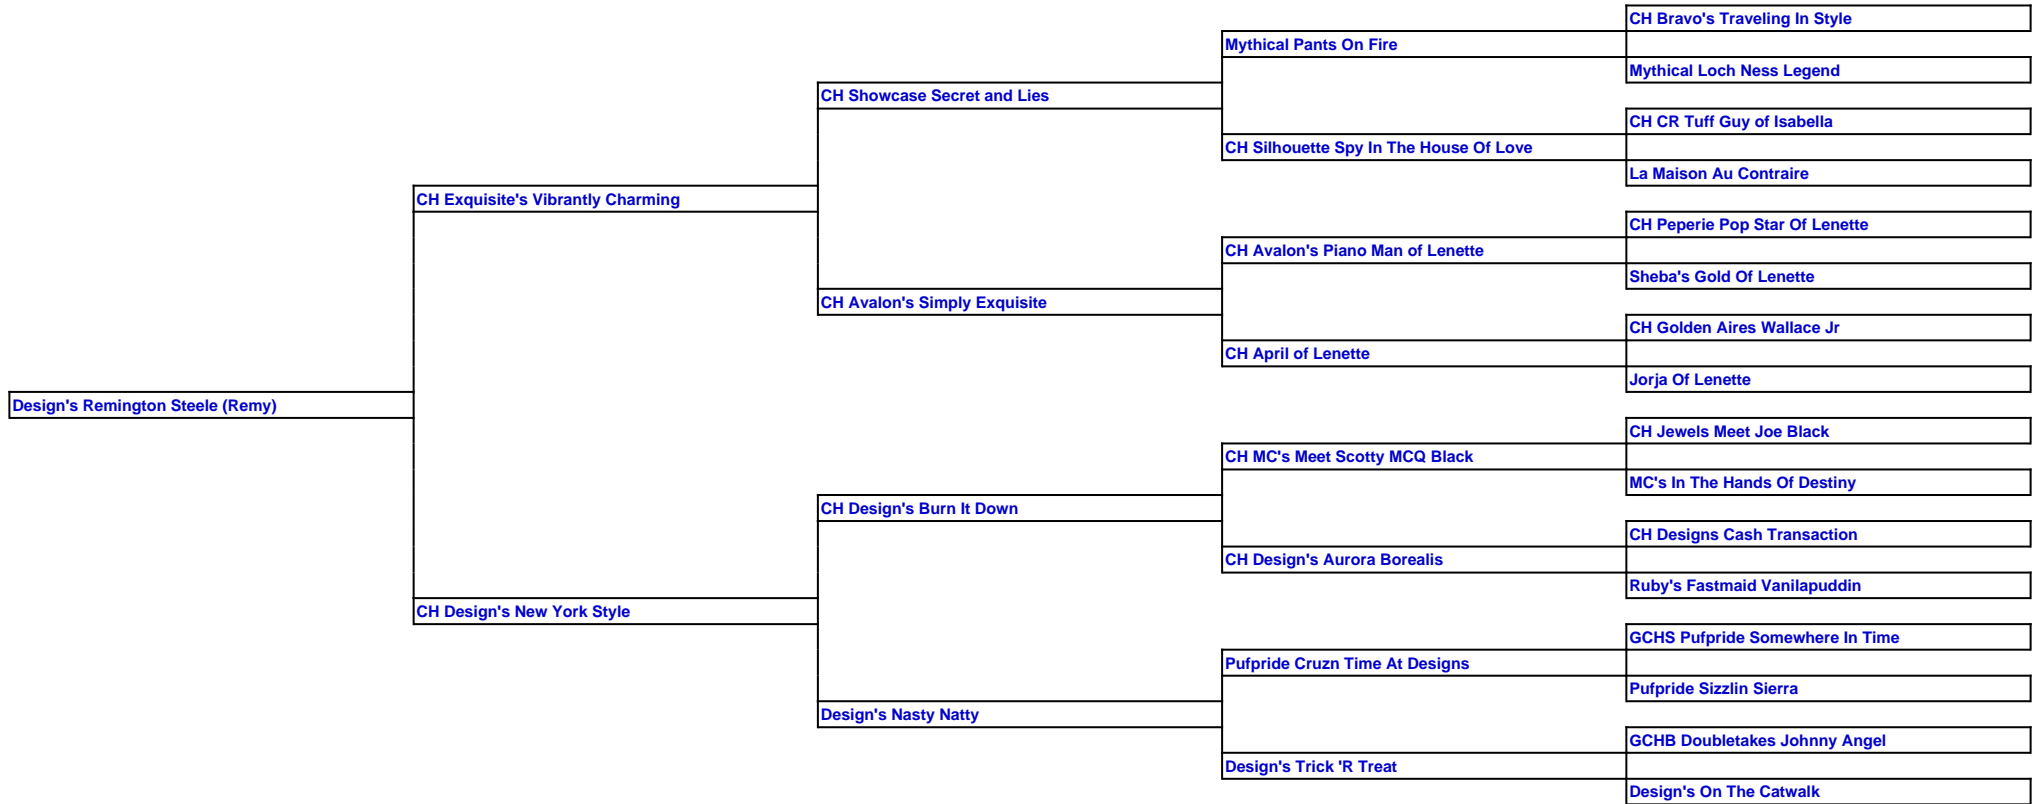 CH Bravo's Traveling In Style
Mythical Pants On Fire
Mythical Loch Ness Legend
CH Showcase Secret and Lies
CH CR Tuff Guy of Isabella
CH Silhouette Spy In The House Of Love
La Maison Au Contraire
CH Exquisite's Vibrantly Charming
CH Peperie Pop Star Of Lenette
CH Avalon's Piano Man of Lenette
Sheba's Gold Of Lenette
CH Avalon's Simply Exquisite
CH Golden Aires Wallace Jr
CH April of Lenette
Jorja Of Lenette
Design's Remington Steele (Remy)
CH Jewels Meet Joe Black
CH MC's Meet Scotty MCQ Black
MC's In The Hands Of Destiny
CH Design's Burn It Down
CH Designs Cash Transaction
CH Design's Aurora Borealis
Ruby's Fastmaid Vanilapuddin
CH Design's New York Style
GCHS Pufpride Somewhere In Time
Pufpride Cruzn Time At Designs
Pufpride Sizzlin Sierra
Design's Nasty Natty
GCHB Doubletakes Johnny Angel
Design's Trick 'R Treat
Design's On The Catwalk